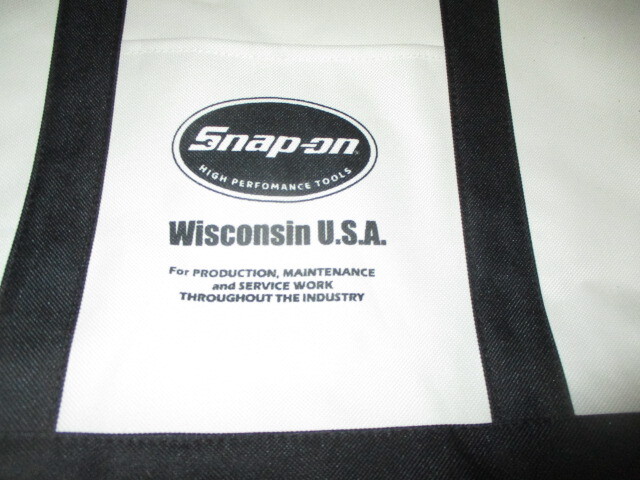 Snap-on
HIGH PERFOMANCE TOOLS
Wisconsin U.S.A.
For PRODUCTION, MAINTENANCE
and SERVICE WORK
THROUGHOUT THE INDUSTRY